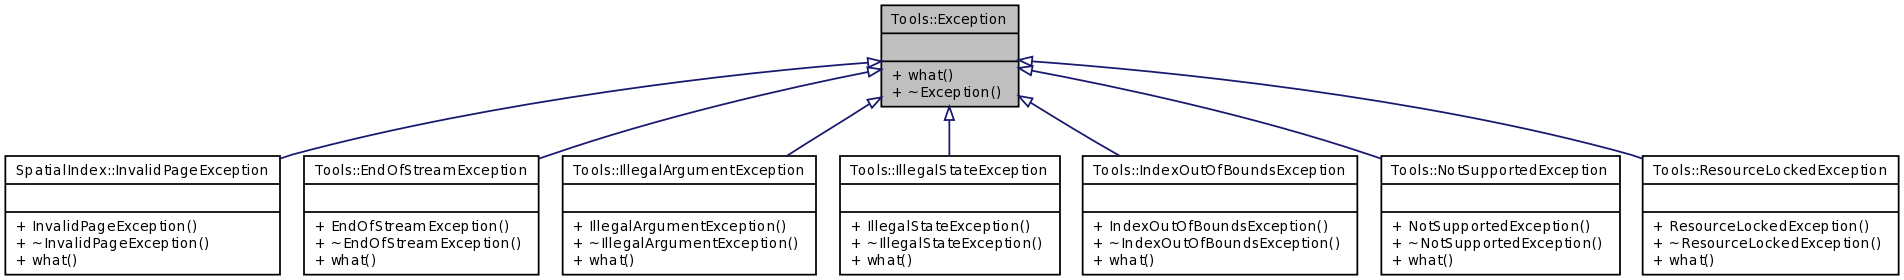 Tools::Exception
+ what()
+ ~Exception()
SpatialIndex::InvalidPageException
+ InvalidPageException()
+ ~InvalidPageException()
+ what()
Tools::EndOfStreamException
+ EndOfStreamException()
+ ~EndOfStreamException()
+ what()
Tools::IllegalArgumentException
+ IllegalArgumentException()
+ ~IllegalArgumentException()
+ what()
Tools::IllegalStateException
+ IllegalStateException()
+ ~IllegalStateException()
+ what()
Tools::IndexOutOfBoundsException
+ IndexOutOfBoundsException()
+ ~IndexOutOfBoundsException()
+ what()
Tools::NotSupportedException
+ NotSupportedException()
+ ~NotSupportedException()
+ what()
Tools::ResourceLockedException
+ ResourceLockedException()
+ ~ResourceLockedException()
+ what()